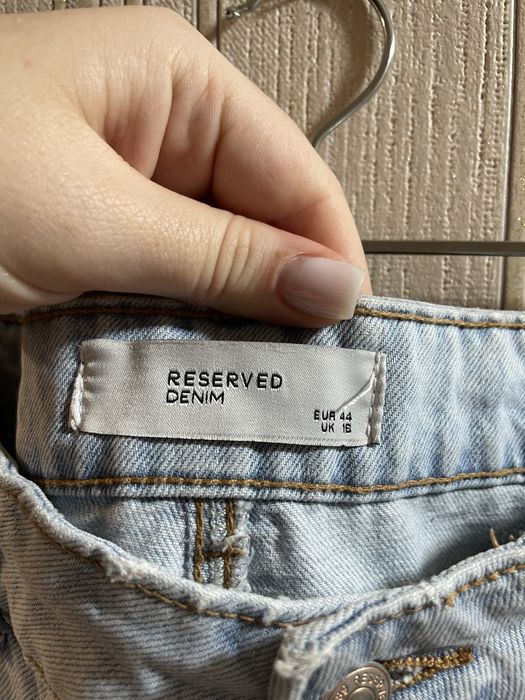 RESERVED
DENIM
EUR 44
UK 16